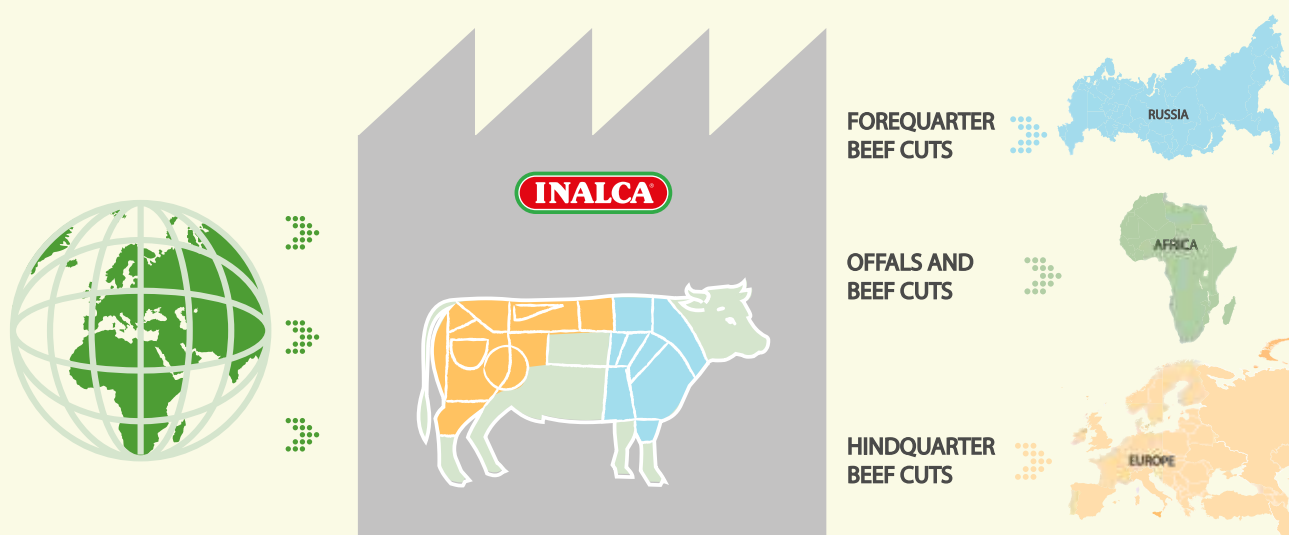 INALCA
FOREQUARTER
BEEF CUTS
RUSSIA
OFFALS AND
BEEF CUTS
AFRICA
HINDQUARTER
BEEF CUTS
EUROPE